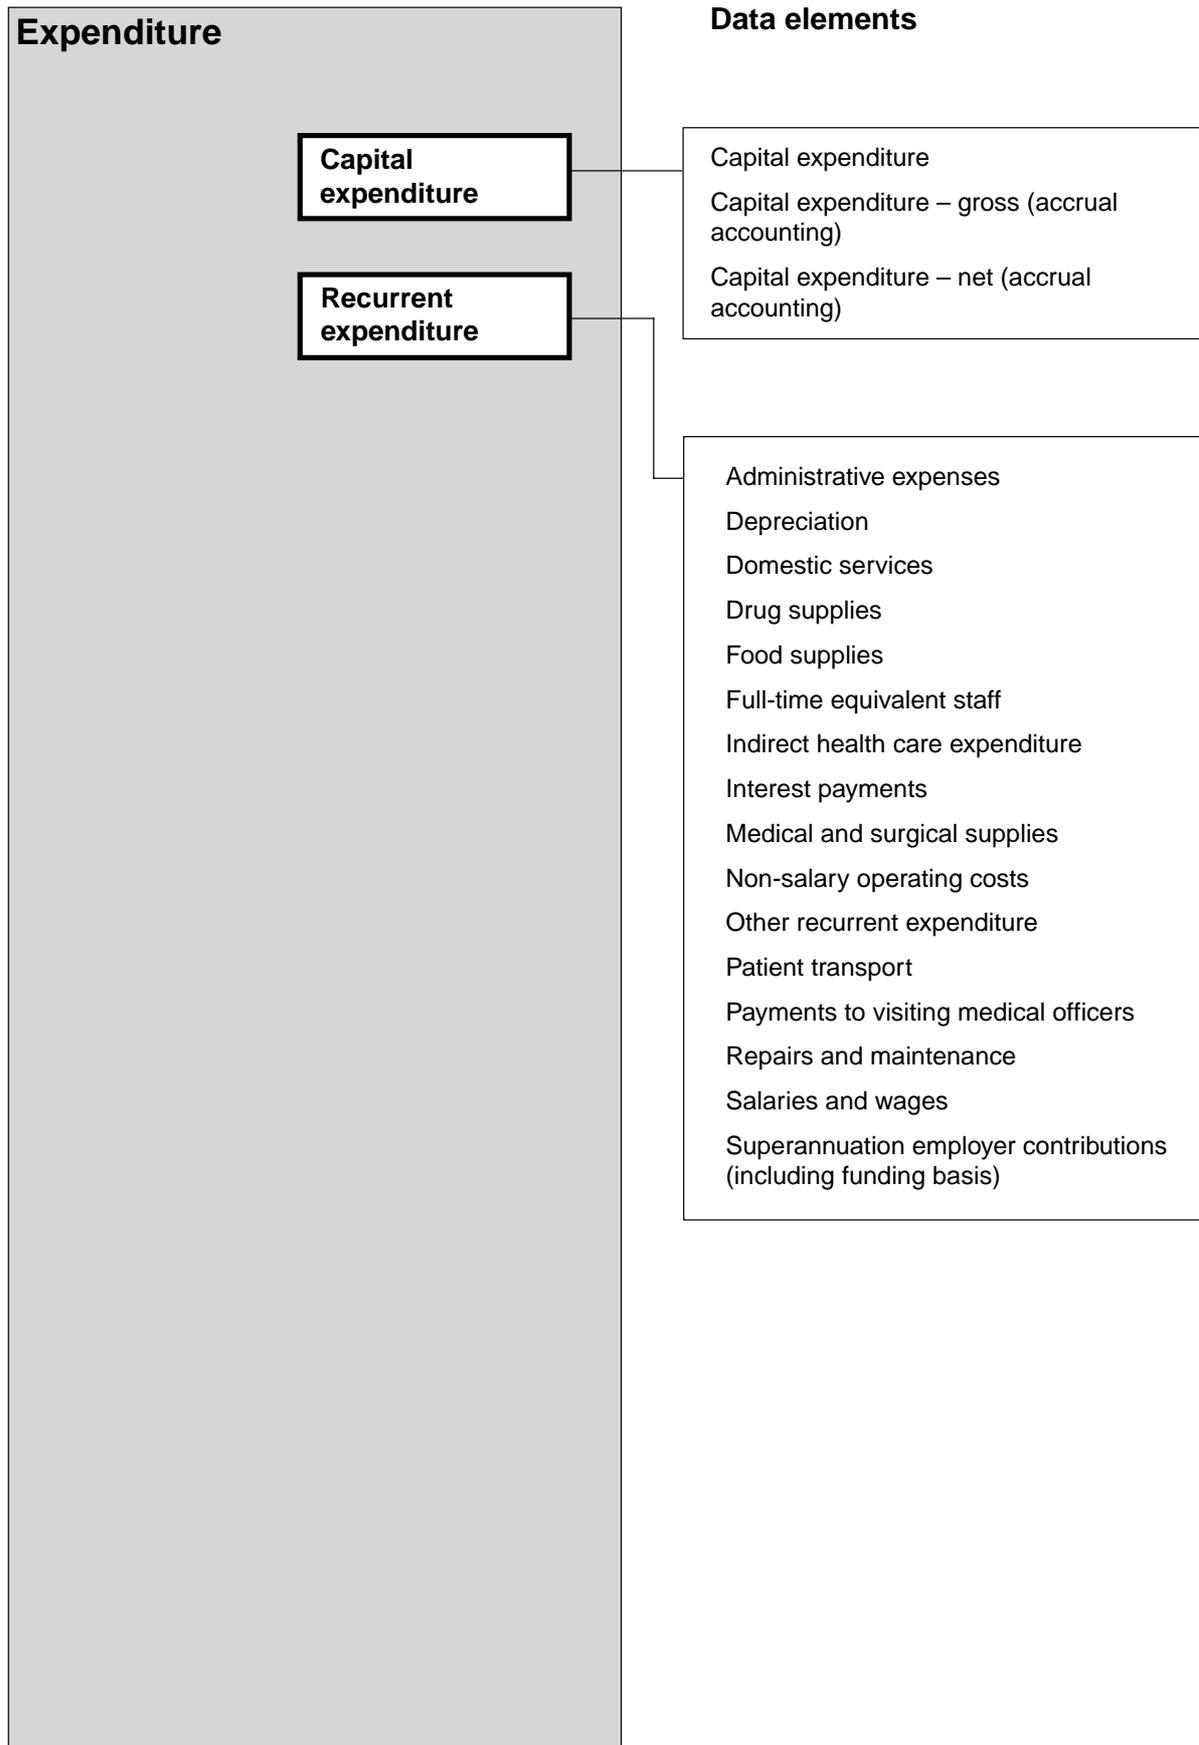 Expenditure
Data elements
Capital
expenditure
Capital expenditure
Capital expenditure – gross (accrual
accounting)
Capital expenditure – net (accrual
accounting)
Recurrent
expenditure
Administrative expenses
Depreciation
Domestic services
Drug supplies
Food supplies
Full-time equivalent staff
Indirect health care expenditure
Interest payments
Medical and surgical supplies
Non-salary operating costs
Other recurrent expenditure
Patient transport
Payments to visiting medical officers
Repairs and maintenance
Salaries and wages
Superannuation employer contributions
(including funding basis)